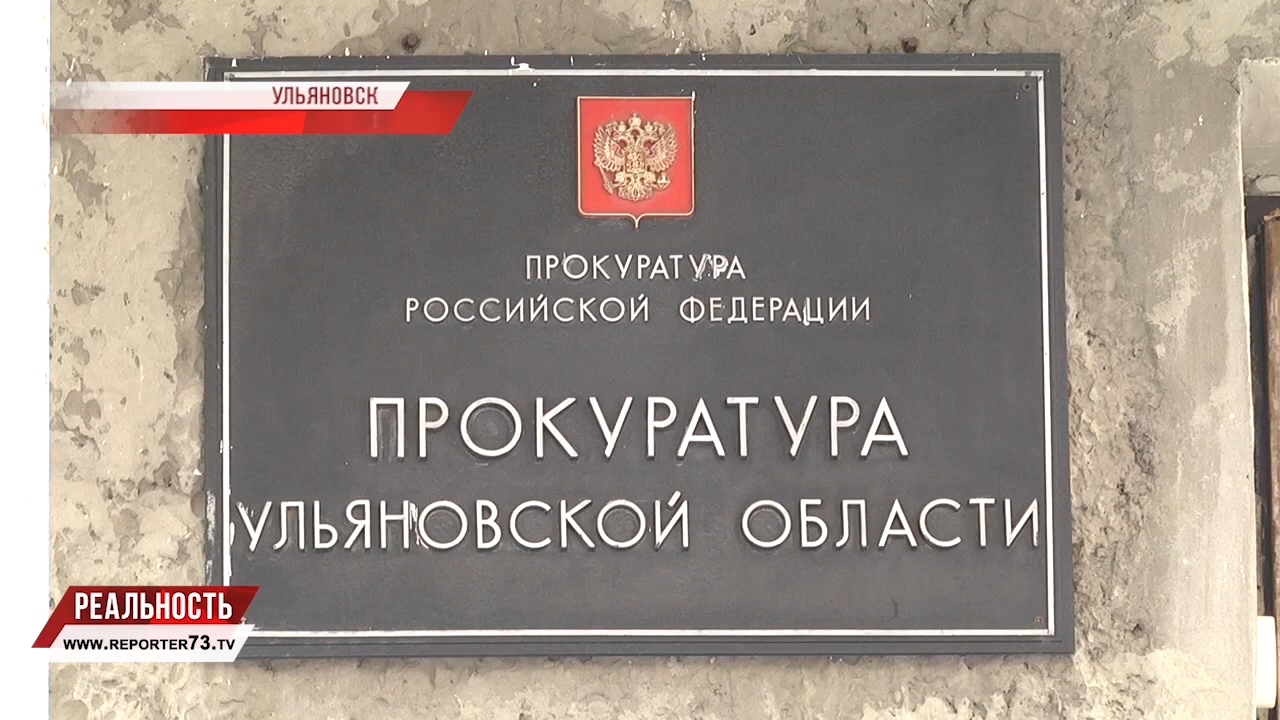 УЛЬЯНОВСК
ПРОКУРАТУРА
РОССИЙСКОЙ ФЕДЕРАЦИИ
ПРОКУРАТУРА
УЛЬЯНОВСКОЙ ОБЛАСТИ
РЕАЛЬНОСТЬ
WWW.REPORTER73.TV